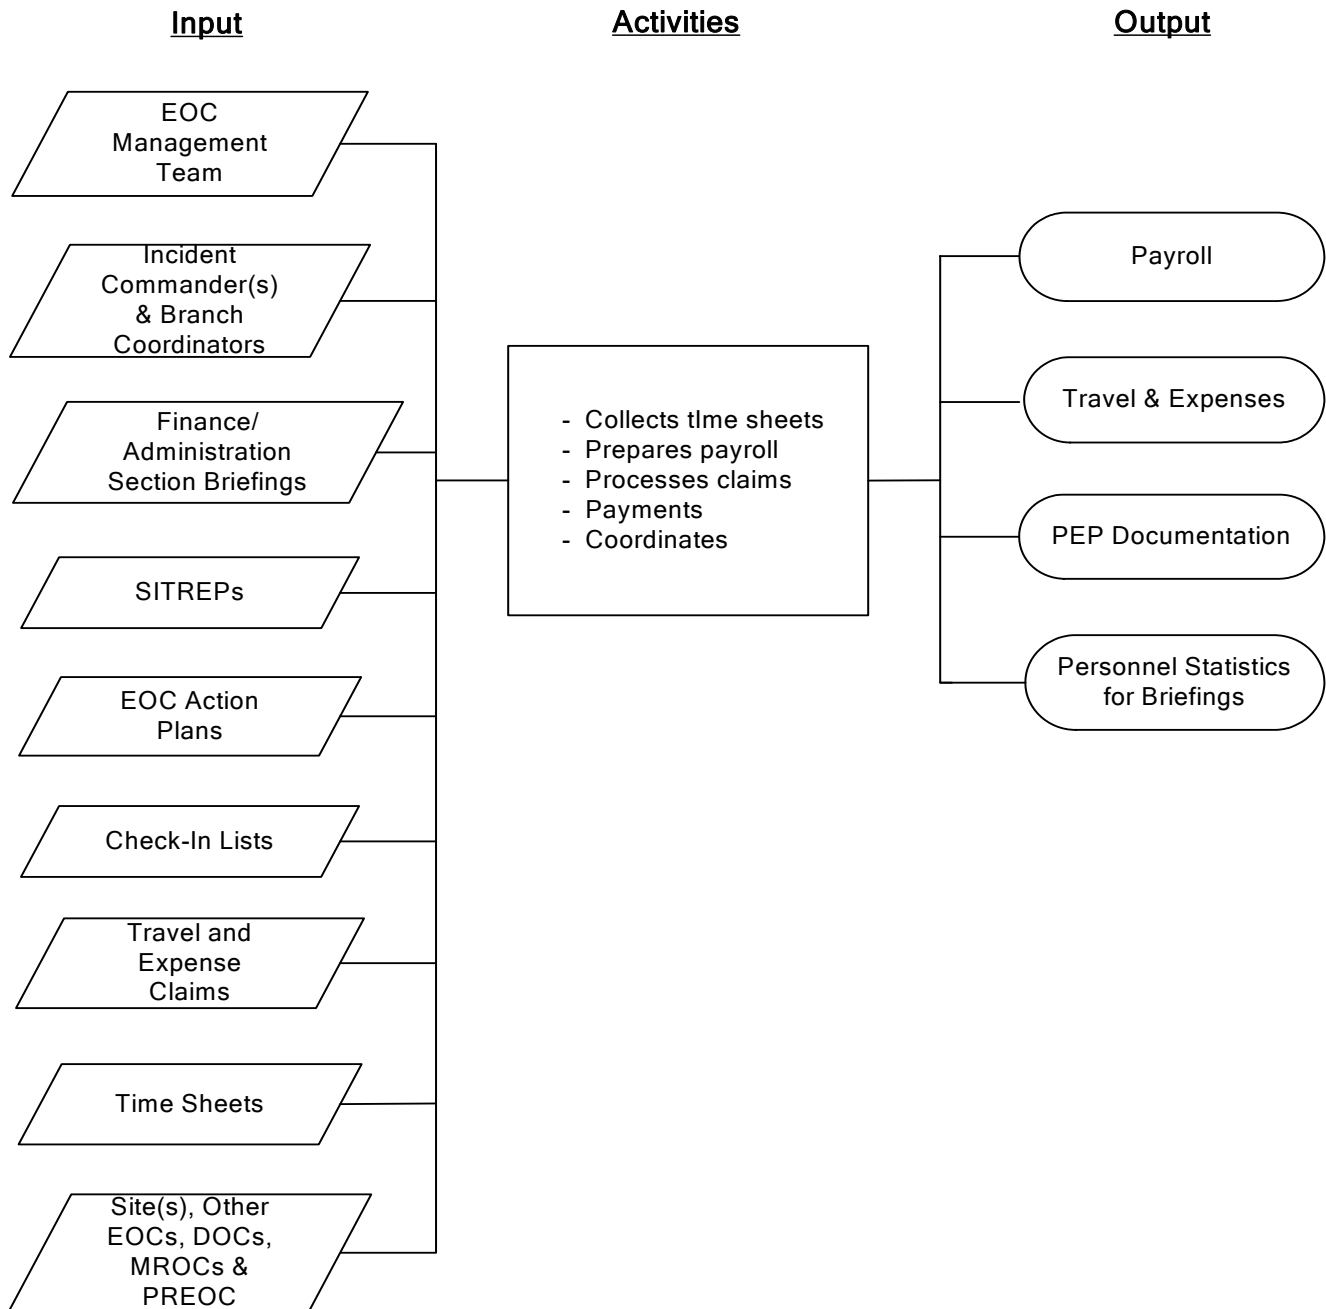 Input
Activities
Output
EOC
Management
Team
Incident
Commander(s)
& Branch
Coordinators
Finance/
Administration
Section Briefings
SITREPs
EOC Action
Plans
Check-In Lists
Travel and
Expense
Claims
Time Sheets
Site(s), Other
EOCs, DOCs,
MROCs &
PREOC
- Collects tIme sheets
- Prepares payroll
- Processes claims
- Payments
- Coordinates
Payroll
Travel & Expenses
PEP Documentation
Personnel Statistics
for Briefings